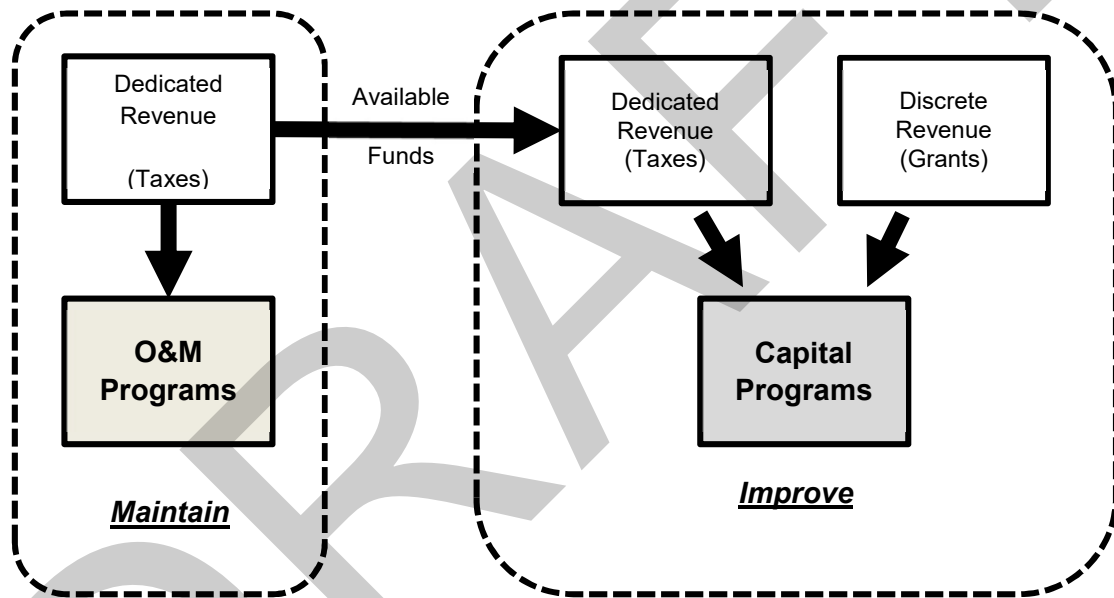 Dedicated
Revenue
(Taxes)
Available
Funds
Dedicated
Revenue
(Taxes)
Discrete
Revenue
(Grants)
O&M
Programs
Capital
Programs
Maintain
Improve
DRAFT